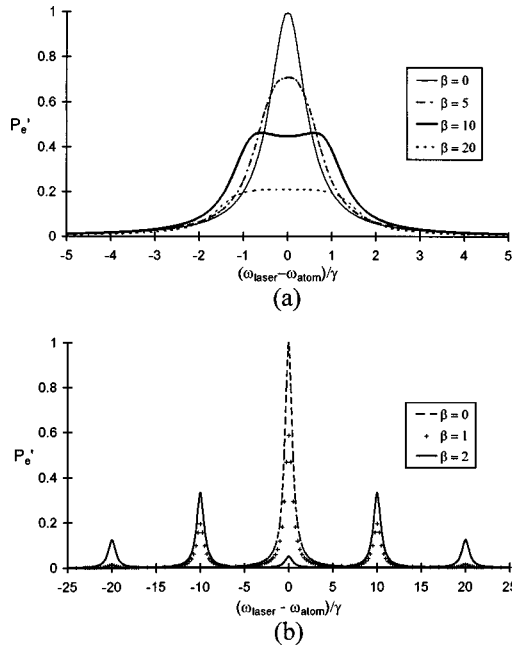 (a)
1
0.8
0.6
0.4
0.2
0
Pe'
β = 0
β = 5
β = 10
β = 20
-5 -4 -3 -2 -1 0 1 2 3 4 5
(ωlaser−ωatom)/γ
(a)
1
0.8
0.6
0.4
0.2
0
Pe'
β = 0
β = 1
β = 2
-25 -20 -15 -10 -5 0 5 10 15 20 25
(ωlaser - ωatom)/γ
(b)